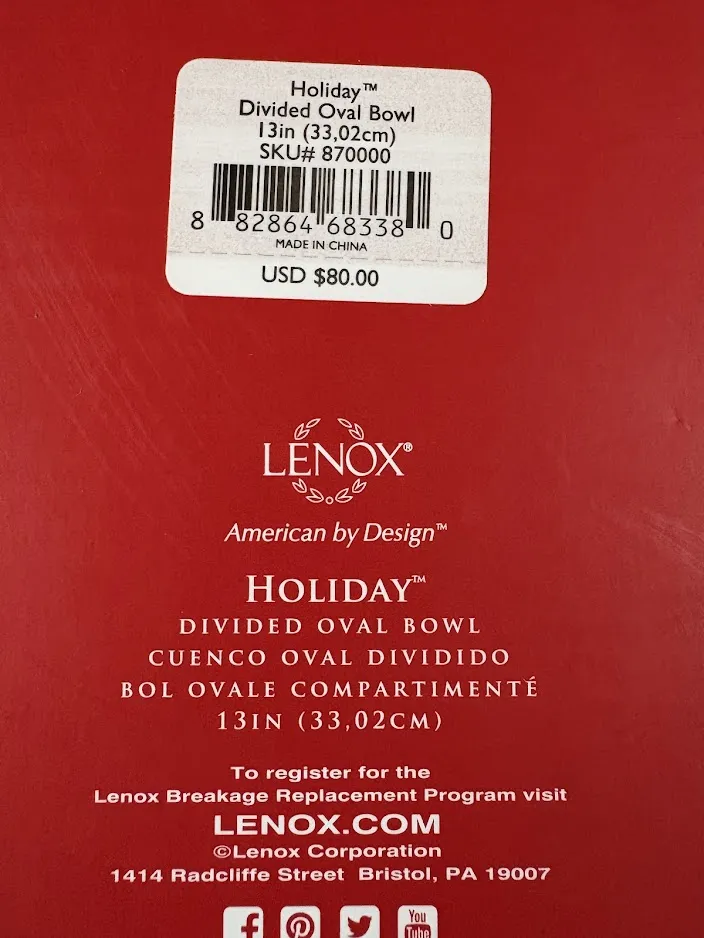 Holiday™
Divided Oval Bowl
13in (33,02cm)
SKU# 870000
8 82864 68338 0
MADE IN CHINA
USD $80.00
LENOX®
American by Design™
HOLIDAY™
DIVIDED OVAL BOWL
CUENCO OVAL DIVIDIDO
BOL OVALE COMPARTIMENTÉ
13IN (33,02CM)
To register for the
Lenox Breakage Replacement Program visit
LENOX.COM
©Lenox Corporation
1414 Radcliffe Street Bristol, PA 19007
You
Tube